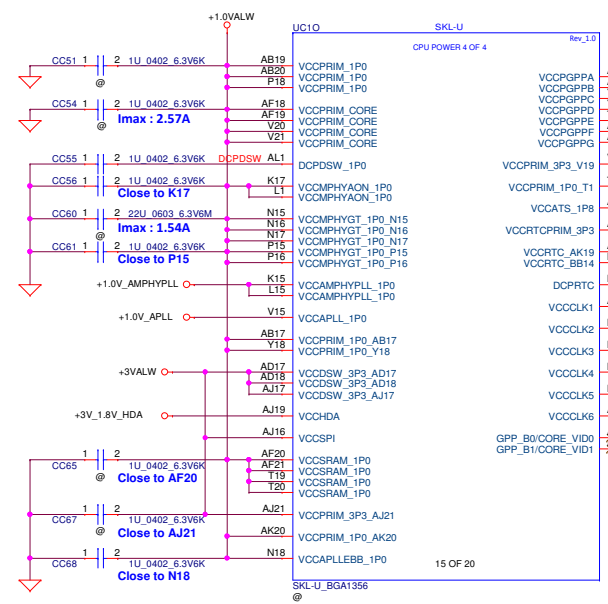 +1.0VALW
UC1O
SKL-U
Rev_1.0
CPU POWER 4 OF 4
CC51 1 2 1U_0402_6.3V6K
@
AB19 VCCPRIM_1P0
AB20 VCCPRIM_1P0
P18 VCCPRIM_1P0
CC54 1 2 1U_0402_6.3V6K
@
Imax : 2.57A
AF18 VCCPRIM_CORE
AF19 VCCPRIM_CORE
V20 VCCPRIM_CORE
V21 VCCPRIM_CORE
CC55 1 2 1U_0402_6.3V6K
DCPDSW AL1 DCPDSW_1P0
CC56 1 2 1U_0402_6.3V6K
Close to K17
K17 VCCMPHYAON_1P0
L1 VCCMPHYAON_1P0
CC60 1 2 22U_0603_6.3V6M
@
Imax : 1.54A
CC61 1 2 1U_0402_6.3V6K
Close to P15
N15 VCCMPHYGT_1P0_N15
N16 VCCMPHYGT_1P0_N16
N17 VCCMPHYGT_1P0_N17
P15 VCCMPHYGT_1P0_P15
P16 VCCMPHYGT_1P0_P16
+1.0V_AMPHYPLL
K15 VCCAMPHYPLL_1P0
L15 VCCAMPHYPLL_1P0
+1.0V_APLL
V15 VCCAPLL_1P0
AB17 VCCPRIM_1P0_AB17
Y18 VCCPRIM_1P0_Y18
+3VALW
AD17 VCCDSW_3P3_AD17
AD18 VCCDSW_3P3_AD18
AJ17 VCCDSW_3P3_AJ17
+3V_1.8V_HDA
AJ19 VCCHDA
AJ16 VCCSPI
CC65 1 2 1U_0402_6.3V6K
@
Close to AF20
AF20 VCCSRAM_1P0
AF21 VCCSRAM_1P0
T19 VCCSRAM_1P0
T20 VCCSRAM_1P0
CC67 1 2 1U_0402_6.3V6K
@
Close to AJ21
AJ21 VCCPRIM_3P3_AJ21
AK20 VCCPRIM_1P0_AK20
CC68 1 2 1U_0402_6.3V6K
Close to N18
N18 VCCAPLLEBB_1P0
VCCPGPPA
VCCPGPPB
VCCPGPPC
VCCPGPPD
VCCPGPPE
VCCPGPPF
VCCPGPPG
VCCPRIM_3P3_V19
VCCPRIM_1P0_T1
VCCATS_1P8
VCCRTCPRIM_3P3
VCCRTC_AK19
VCCRTC_BB14
DCPRTC
VCCCLK1
VCCCLK2
VCCCLK3
VCCCLK4
VCCCLK5
VCCCLK6
GPP_B0/CORE_VID0
GPP_B1/CORE_VID1
15 OF 20
SKL-U_BGA1356
@